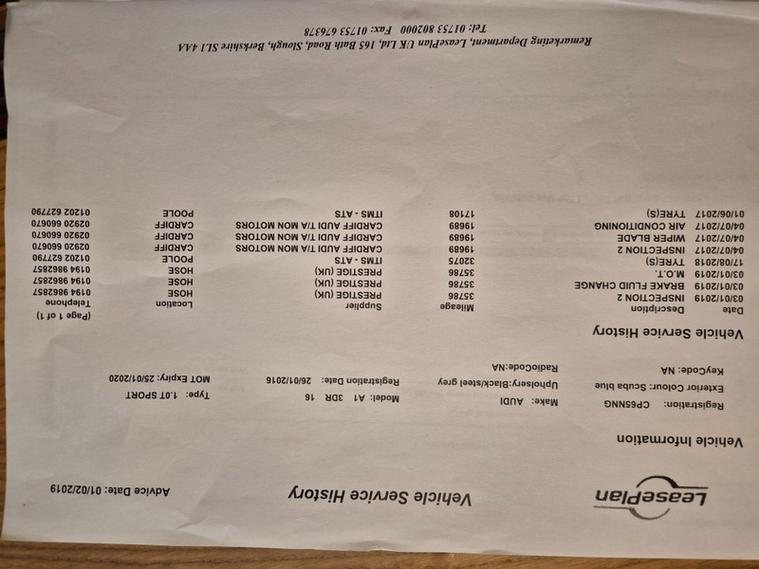 LeasePlan
Vehicle Service History
Advice Date: 01/02/2019
Vehicle Information
Registration: CP65NNG Make: AUDI Model: A1 3DR 16 Type: 1.0T SPORT
Exterior Colour: Scuba blue Upholsery:Black/steel grey Registration Date: 26/01/2016 MOT Expiry: 25/01/2020
KeyCode: NA RadioCode:NA
Vehicle Service History (Page 1 of 1)
Date Description Mileage Supplier Location Telephone
03/01/2019 INSPECTION 2 35786 PRESTIGE (UK) HOSE 0194 9862857
03/01/2019 BRAKE FLUID CHANGE 35786 PRESTIGE (UK) HOSE 0194 9862857
03/01/2019 M.O.T. 35786 PRESTIGE (UK) HOSE 0194 9862857
17/08/2018 TYRE(S) 32075 ITMS - ATS POOLE 01202 627790
04/07/2017 INSPECTION 2 19689 CARDIFF AUDI T/A MON MOTORS CARDIFF 02920 660670
04/07/2017 WIPER BLADE 19689 CARDIFF AUDI T/A MON MOTORS CARDIFF 02920 660670
04/07/2017 AIR CONDITIONING 19689 CARDIFF AUDI T/A MON MOTORS CARDIFF 02920 660670
01/06/2017 TYRE(S) 17108 ITMS - ATS POOLE 01202 627790
Remarketing Department, LeasePlan UK Ltd, 165 Bath Road, Slough, Berkshire SL1 4AA
Tel: 01753 802000 Fax: 01753 676378